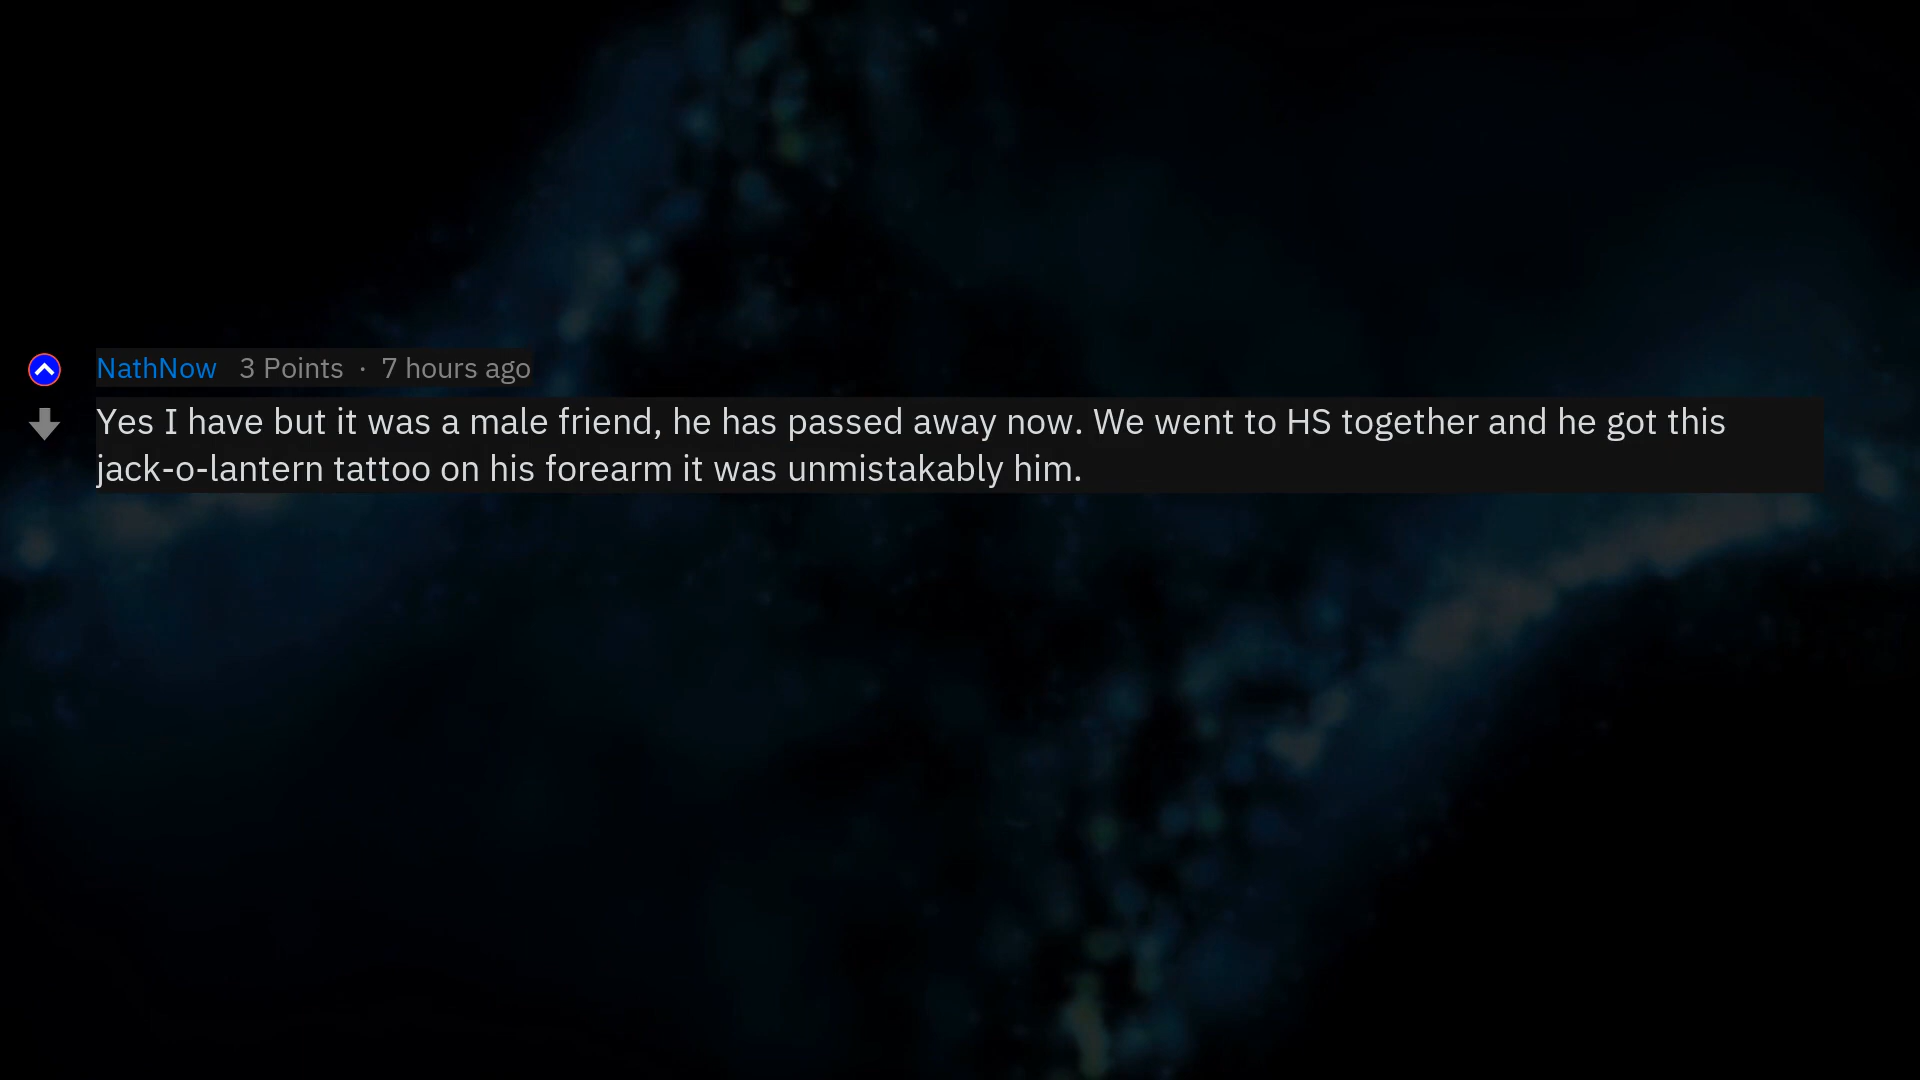 NathNow 3 Points · 7 hours ago
Yes I have but it was a male friend, he has passed away now. We went to HS together and he got this
jack-o-lantern tattoo on his forearm it was unmistakably him.